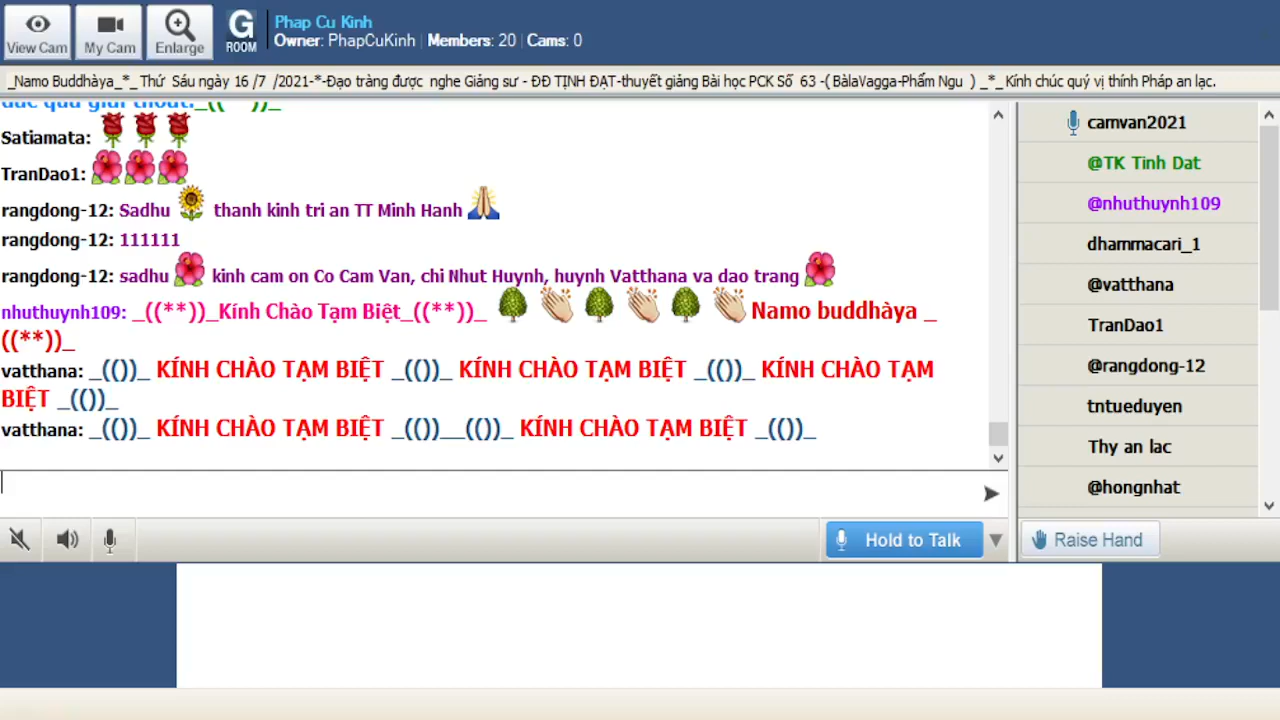 View Cam
My Cam
Enlarge
G
ROOM
Phap Cu Kinh
Owner: PhapCuKinh | Members: 20 | Cams: 0
_Namo Buddhàya_*_ Thứ Sáu ngày 16 /7 /2021-*-Đạo tràng được nghe Giảng sư - ĐĐ TỊNH ĐẠT-thuyết giảng Bài học PCK Số 63 -( BàlaVagga-Phẩm Ngu ) _*_ Kính chúc quý vị thính Pháp an lạc.
Satiamata:
TranDao1:
rangdong-12: Sadhu thanh kinh tri an TT Minh Hanh
rangdong-12: 111111
rangdong-12: sadhu kinh cam on Co Cam Van, chi Nhut Huynh, huynh Vatthana va dao trang
nhuthuynh109: _((**))_Kính Chào Tạm Biệt_((**))_ Namo buddhàya _
((**))_
vatthana: _(())_ KÍNH CHÀO TẠM BIỆT _(())_ KÍNH CHÀO TẠM BIỆT _(())_ KÍNH CHÀO TẠM
BIỆT _(())_
vatthana: _(())_ KÍNH CHÀO TẠM BIỆT _(())__(())_ KÍNH CHÀO TẠM BIỆT _(())_
camvan2021
@TK Tinh Dat
@nhuthuynh109
dhammacari_1
@vatthana
TranDao1
@rangdong-12
tntueduyen
Thy an lac
@hongnhat
Hold to Talk
Raise Hand